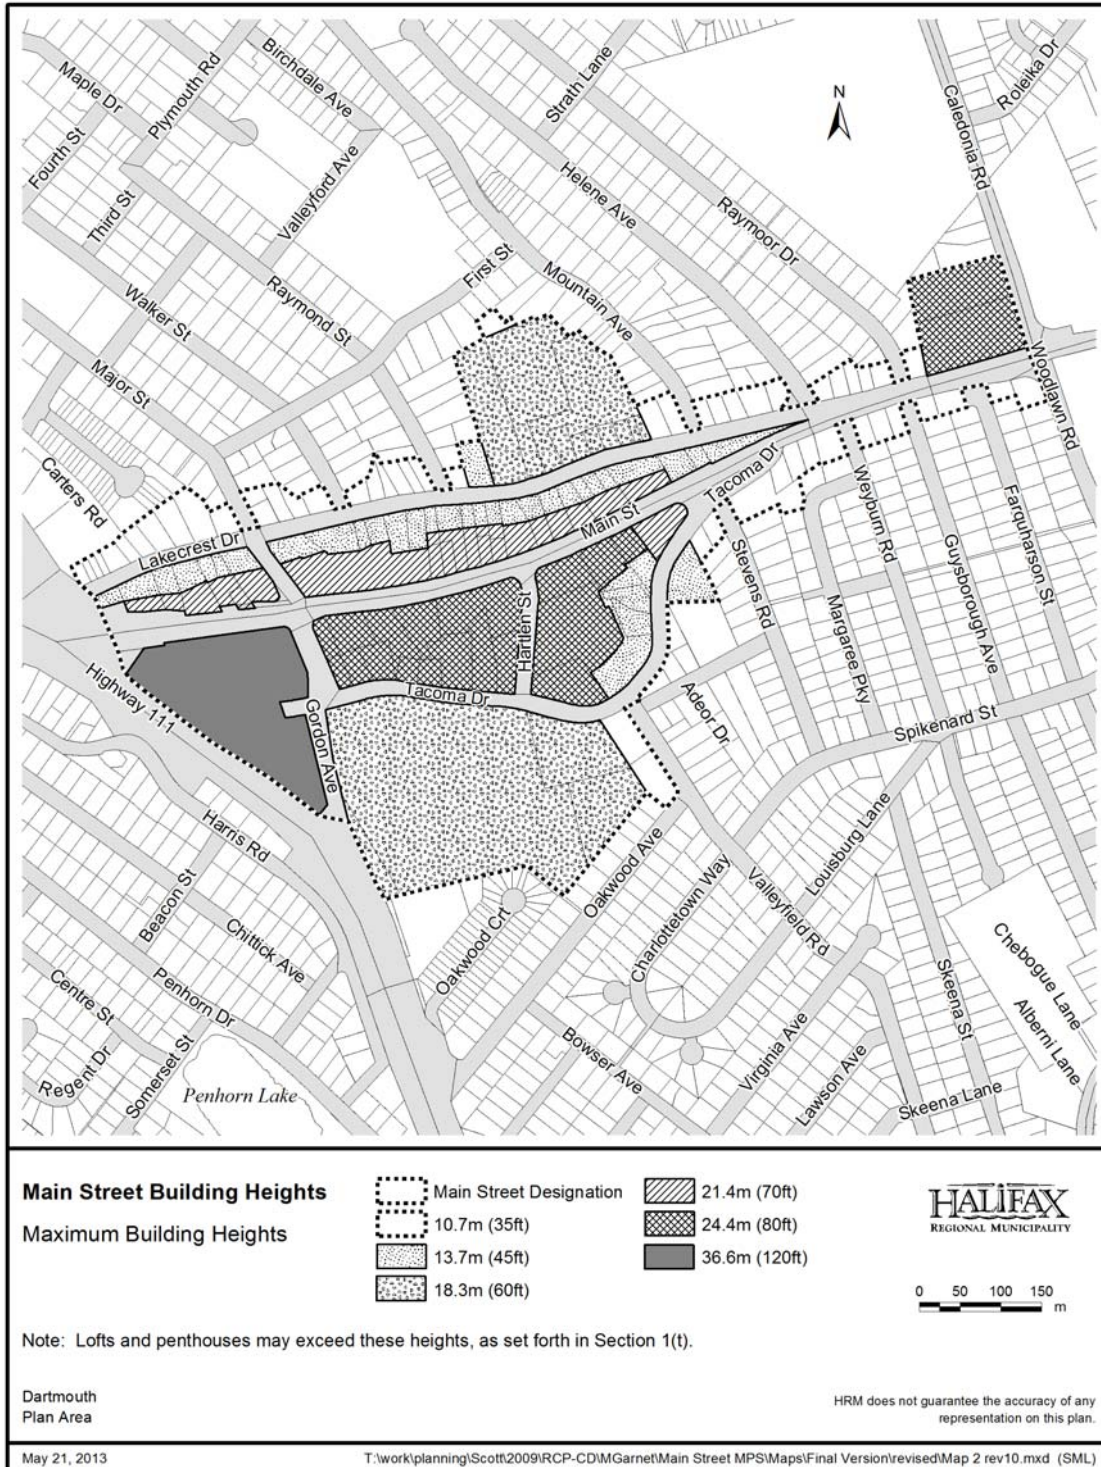 Maple Dr
Plymouth Rd
Birchdale Ave
Strath Lane
Caledonia Rd
Roleika Dr
N
Fourth St
Third St
Valleyford Ave
Helene Ave
Raymoor Dr
Walker St
Raymond St
First St
Mountain Ave
Major St
Woodlawn Rd
Carters Rd
Lakecrest Dr
Main St
Tacoma Dr
Weyburn Rd
Farquharson St
Guysborough Ave
Stevens Rd
Margaree Pky
Hartlen St
Highway 111
Tacoma Dr
Gordon Ave
Adeor Dr
Spikenard St
Harris Rd
Beacon St
Chittick Ave
Oakwood Ave
Oakwood Crt
Charlottetown Way
Louisburg Lane
Valleyfield Rd
Chebogue Lane
Alberni Lane
Skeena St
Centre St
Penhorn Dr
Somerset St
Regent Dr
Penhorn Lake
Bowser Ave
Virginia Ave
Lawson Ave
Skeena Lane
Main Street Building Heights
Maximum Building Heights
Main Street Designation
10.7m (35ft)
13.7m (45ft)
18.3m (60ft)
21.4m (70ft)
24.4m (80ft)
36.6m (120ft)
HALIFAX
REGIONAL MUNICIPALITY
0 50 100 150
m
Note: Lofts and penthouses may exceed these heights, as set forth in Section 1(t).
Dartmouth
Plan Area
HRM does not guarantee the accuracy of any
representation on this plan.
May 21, 2013
T:\work\planning\Scott\2009\RCP-CD\MGarnet\Main Street MPS\Maps\Final Version\revised\Map 2 rev10.mxd (SML)